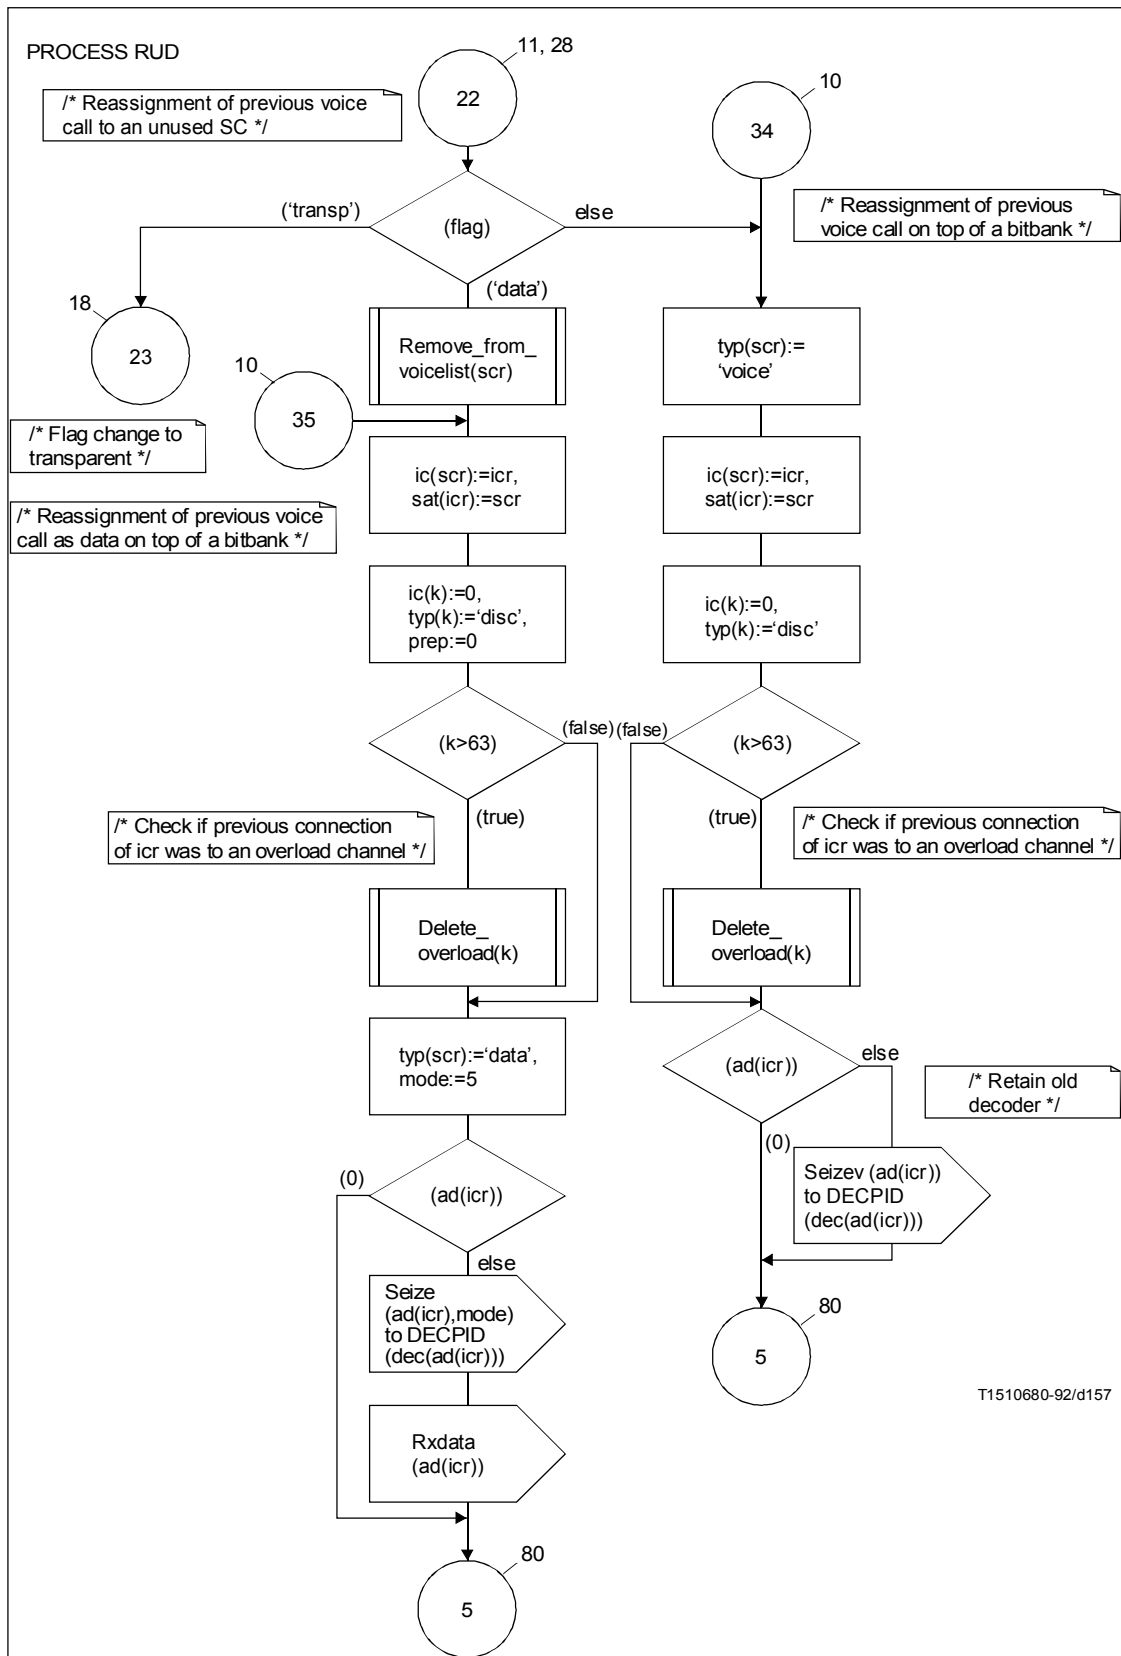 PROCESS RUD
11, 28
22
/* Reassignment of previous voice
call to an unused SC */
10
34
(‘transp’)
(flag)
else
/* Reassignment of previous
voice call on top of a bitbank */
(‘data’)
18
23
Remove_from_
voicelist(scr)
typ(scr):=
‘voice’
10
35
/* Flag change to
transparent */
ic(scr):=icr,
sat(icr):=scr
ic(scr):=icr,
sat(icr):=scr
/* Reassignment of previous voice
call as data on top of a bitbank */
ic(k):=0,
typ(k):=‘disc’,
prep:=0
ic(k):=0,
typ(k):=‘disc’
(k>63)
(false)
(false)
(k>63)
(true)
(true)
/* Check if previous connection
of icr was to an overload channel */
/* Check if previous connection
of icr was to an overload channel */
Delete_
overload(k)
Delete_
overload(k)
typ(scr):=‘data’,
mode:=5
(ad(icr))
else
/* Retain old
decoder */
(0)
Seizev (ad(icr))
to DECPID
(dec(ad(icr)))
(0)
(ad(icr))
else
Seize
(ad(icr),mode)
to DECPID
(dec(ad(icr)))
80
5
T1510680-92/d157
Rxdata
(ad(icr))
80
5